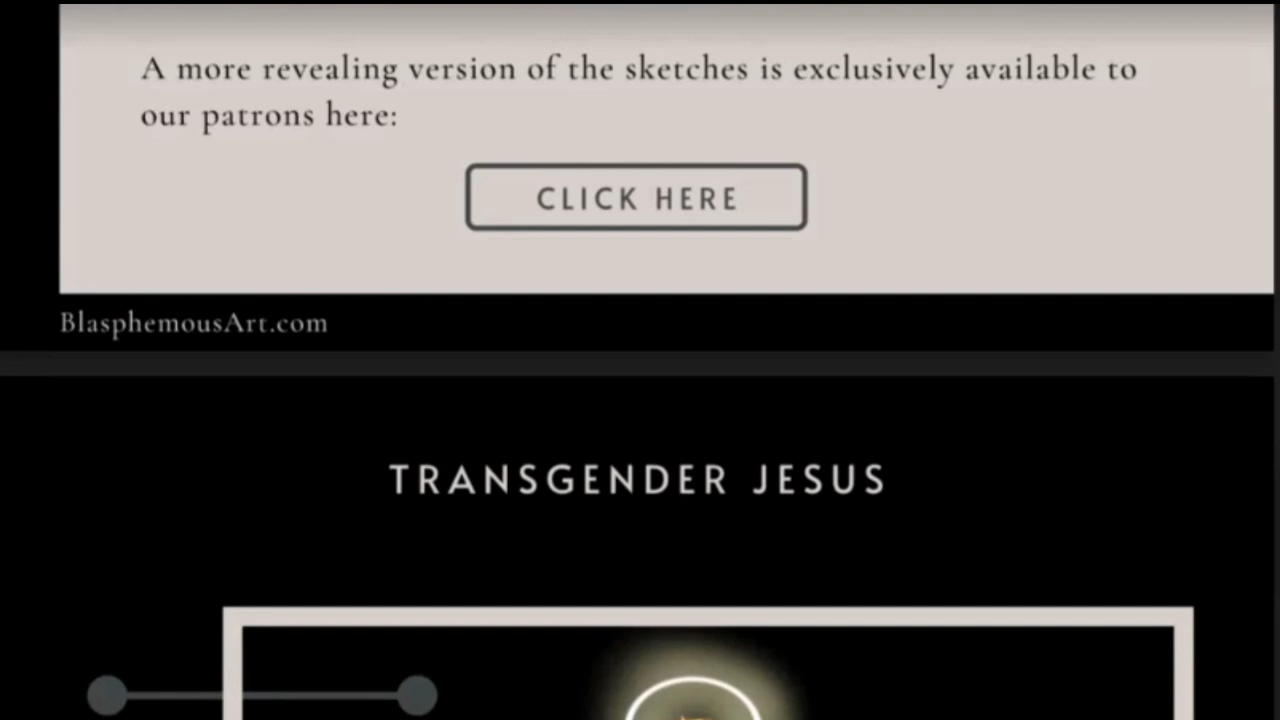 A more revealing version of the sketches is exclusively available to
our patrons here:
CLICK HERE
BlasphemousArt.com
TRANSGENDER JESUS